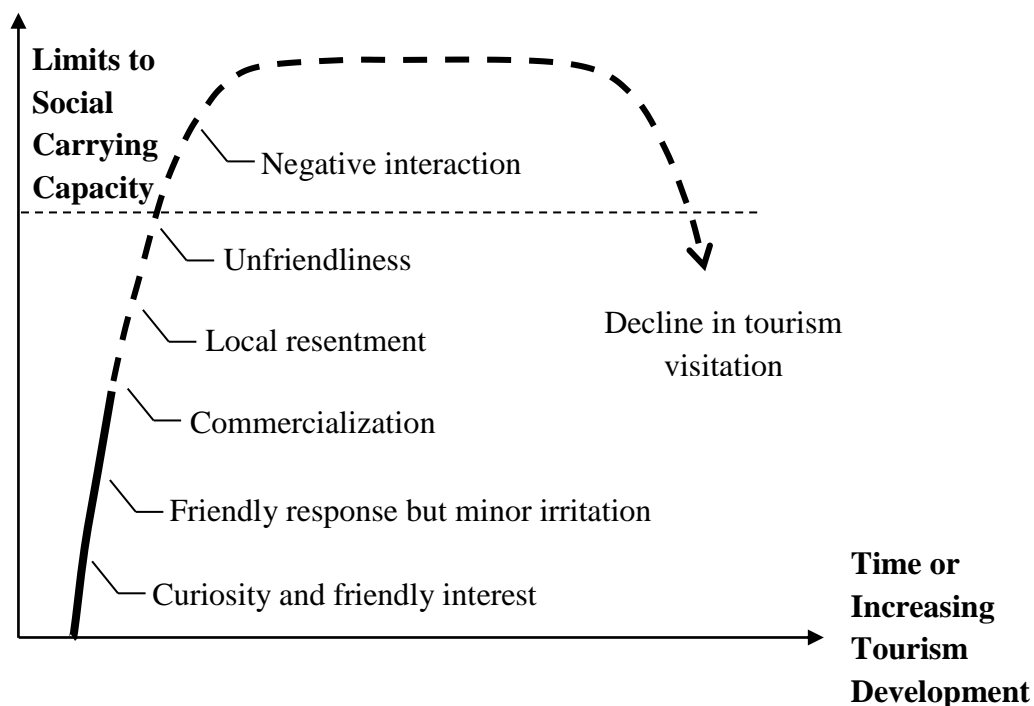 Limits to
Social
Carrying
Capacity
Negative interaction
Unfriendliness
Local resentment
Decline in tourism
visitation
Commercialization
Friendly response but minor irritation
Curiosity and friendly interest
Time or
Increasing
Tourism
Development